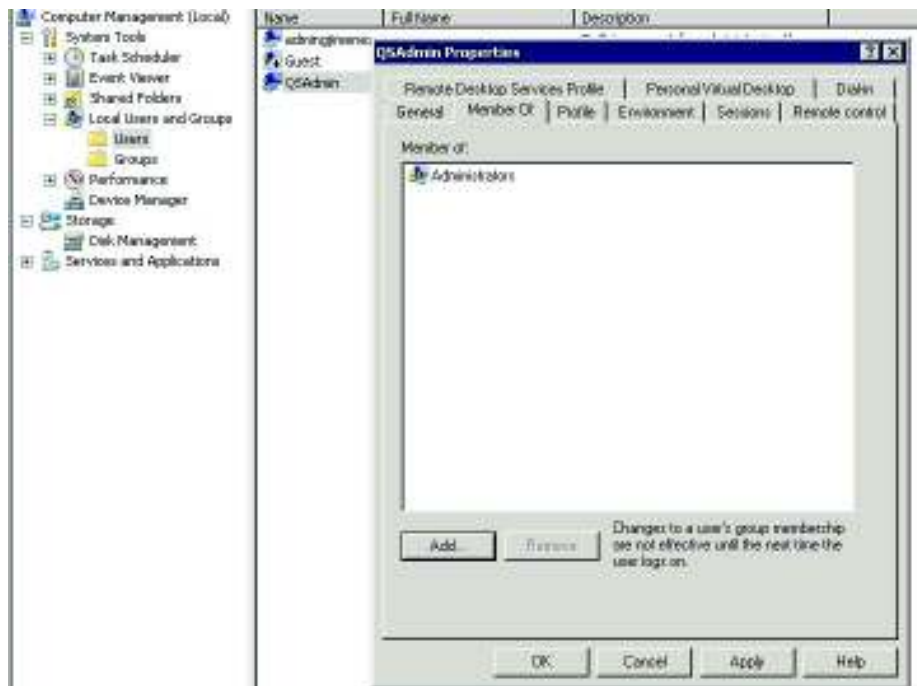 Computer Management (Local)
System Tools
Task Scheduler
Event Viewer
Shared Folders
Local Users and Groups
Users
Groups
Performance
Device Manager
Storage
Disk Management
Services and Applications
Name
Full Name
Description
Guest
QSAdmin
QSAdmin Properties
Remote Desktop Services Profile
Personal Virtual Desktop
Dial-in
General
Member Of
Profile
Environment
Sessions
Remote control
Member of:
Administrators
Add...
Remove
Changes to a user's group membership
are not effective until the next time the
user logs on.
OK
Cancel
Apply
Help